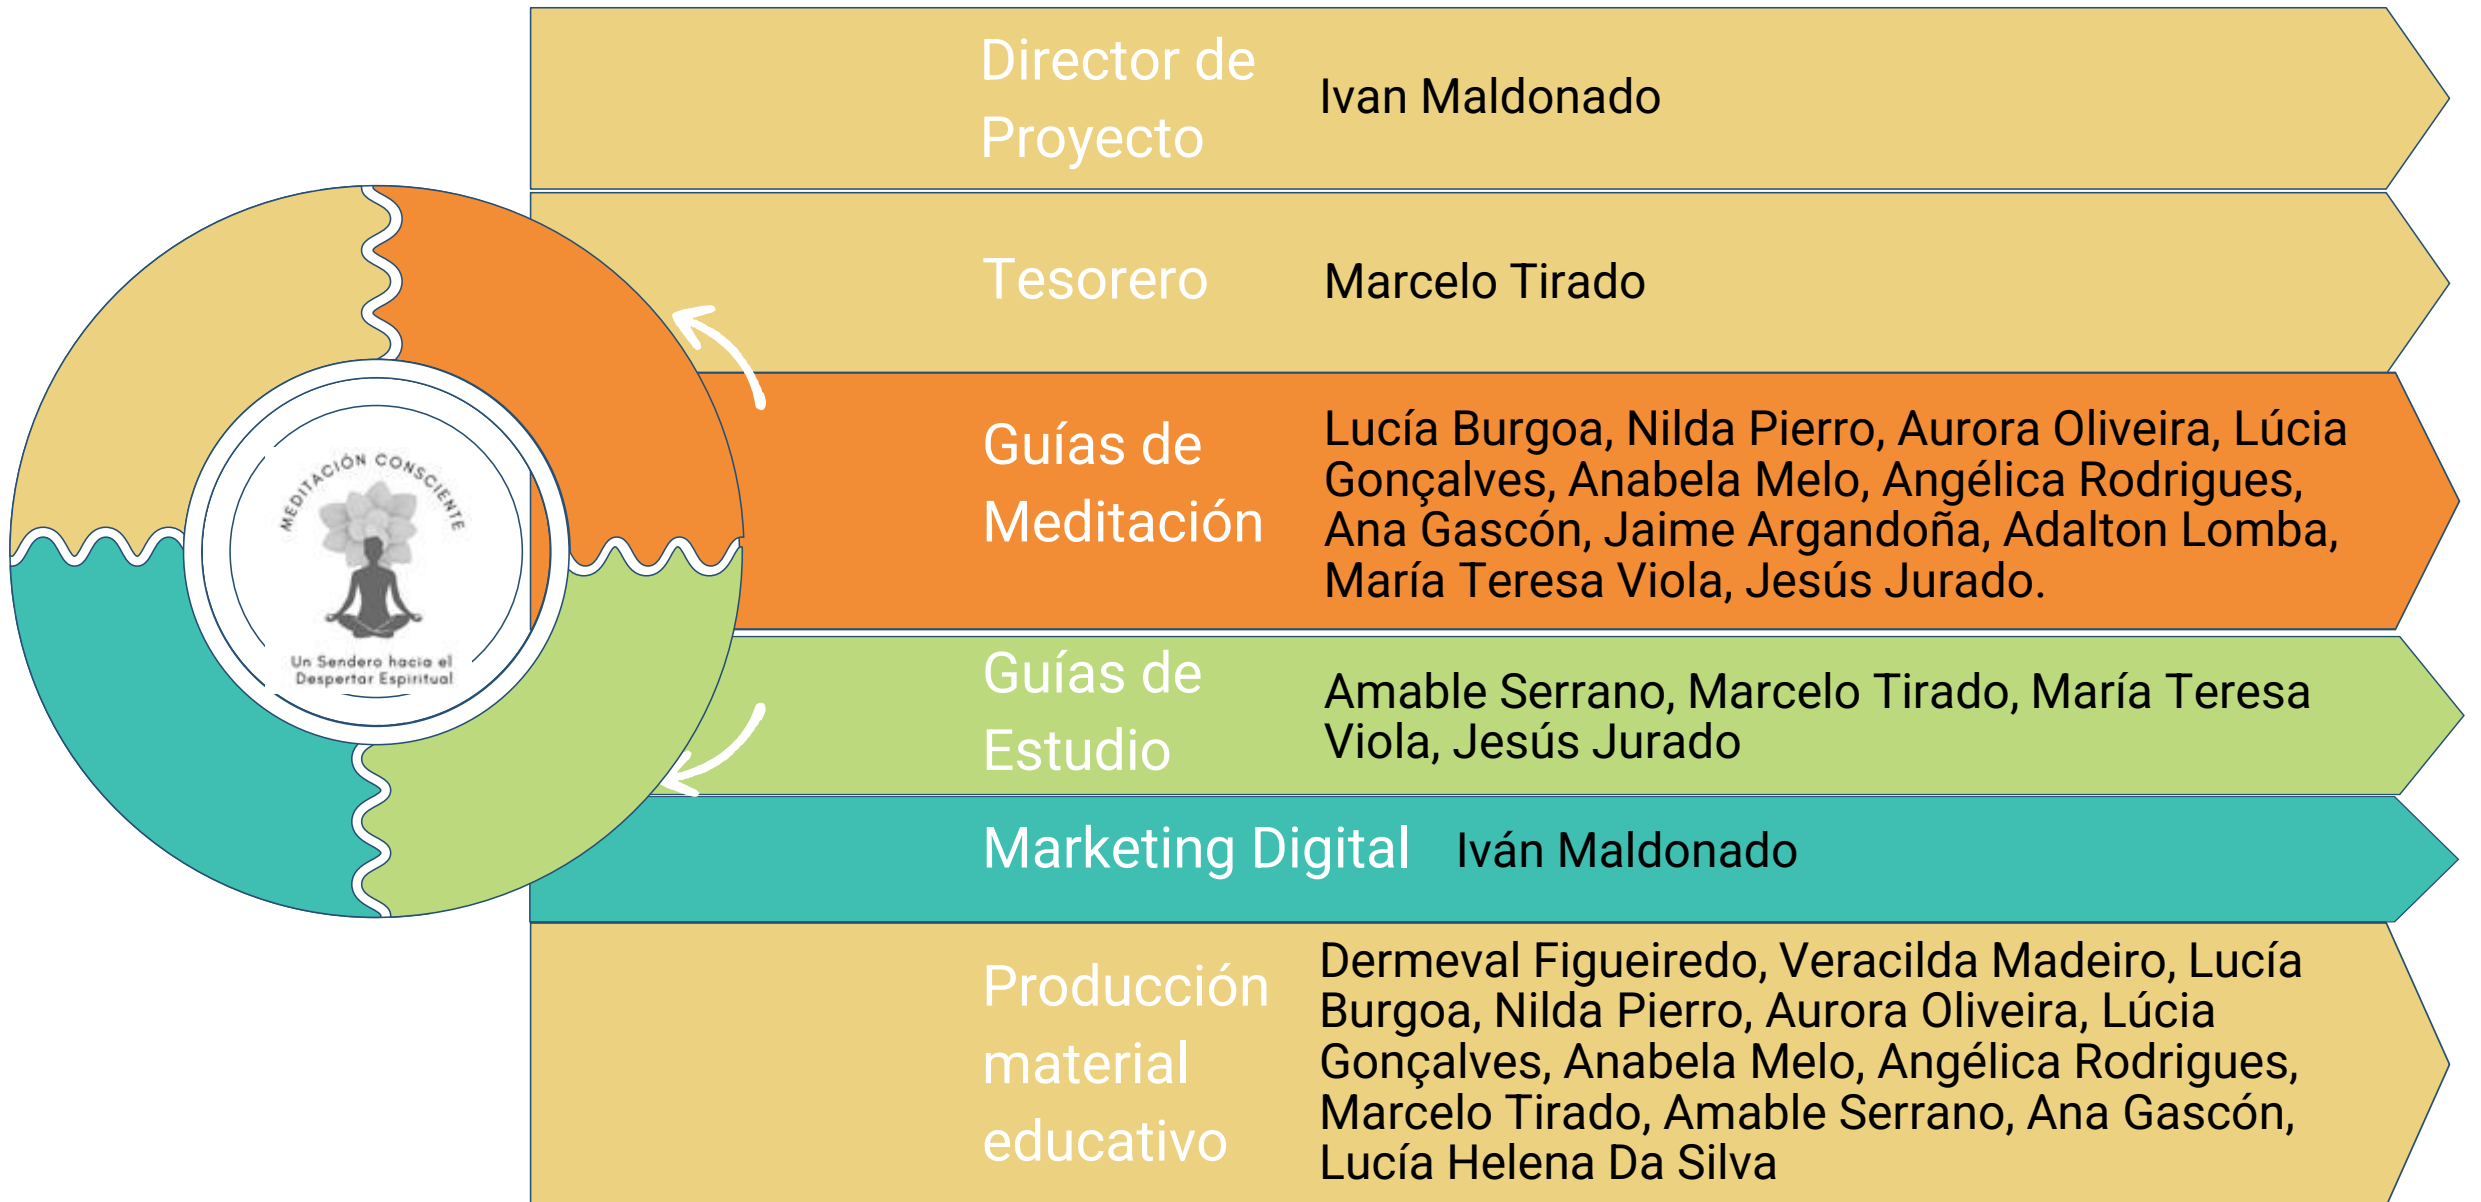 Director de
Proyecto
Ivan Maldonado
Tesorero
Marcelo Tirado
Guías de
Meditación
Lucía Burgoa, Nilda Pierro, Aurora Oliveira, Lúcia
Gonçalves, Anabela Melo, Angélica Rodrigues,
Ana Gascón, Jaime Argandoña, Adalton Lomba,
María Teresa Viola, Jesús Jurado.
MEDITACIÓN CONSCIENTE
Un Sendero hacia el
Despertar Espiritual
Guías de
Estudio
Amable Serrano, Marcelo Tirado, María Teresa
Viola, Jesús Jurado
Marketing Digital
Iván Maldonado
Producción
material
educativo
Dermeval Figueiredo, Veracilda Madeiro, Lucía
Burgoa, Nilda Pierro, Aurora Oliveira, Lúcia
Gonçalves, Anabela Melo, Angélica Rodrigues,
Marcelo Tirado, Amable Serrano, Ana Gascón,
Lucía Helena Da Silva